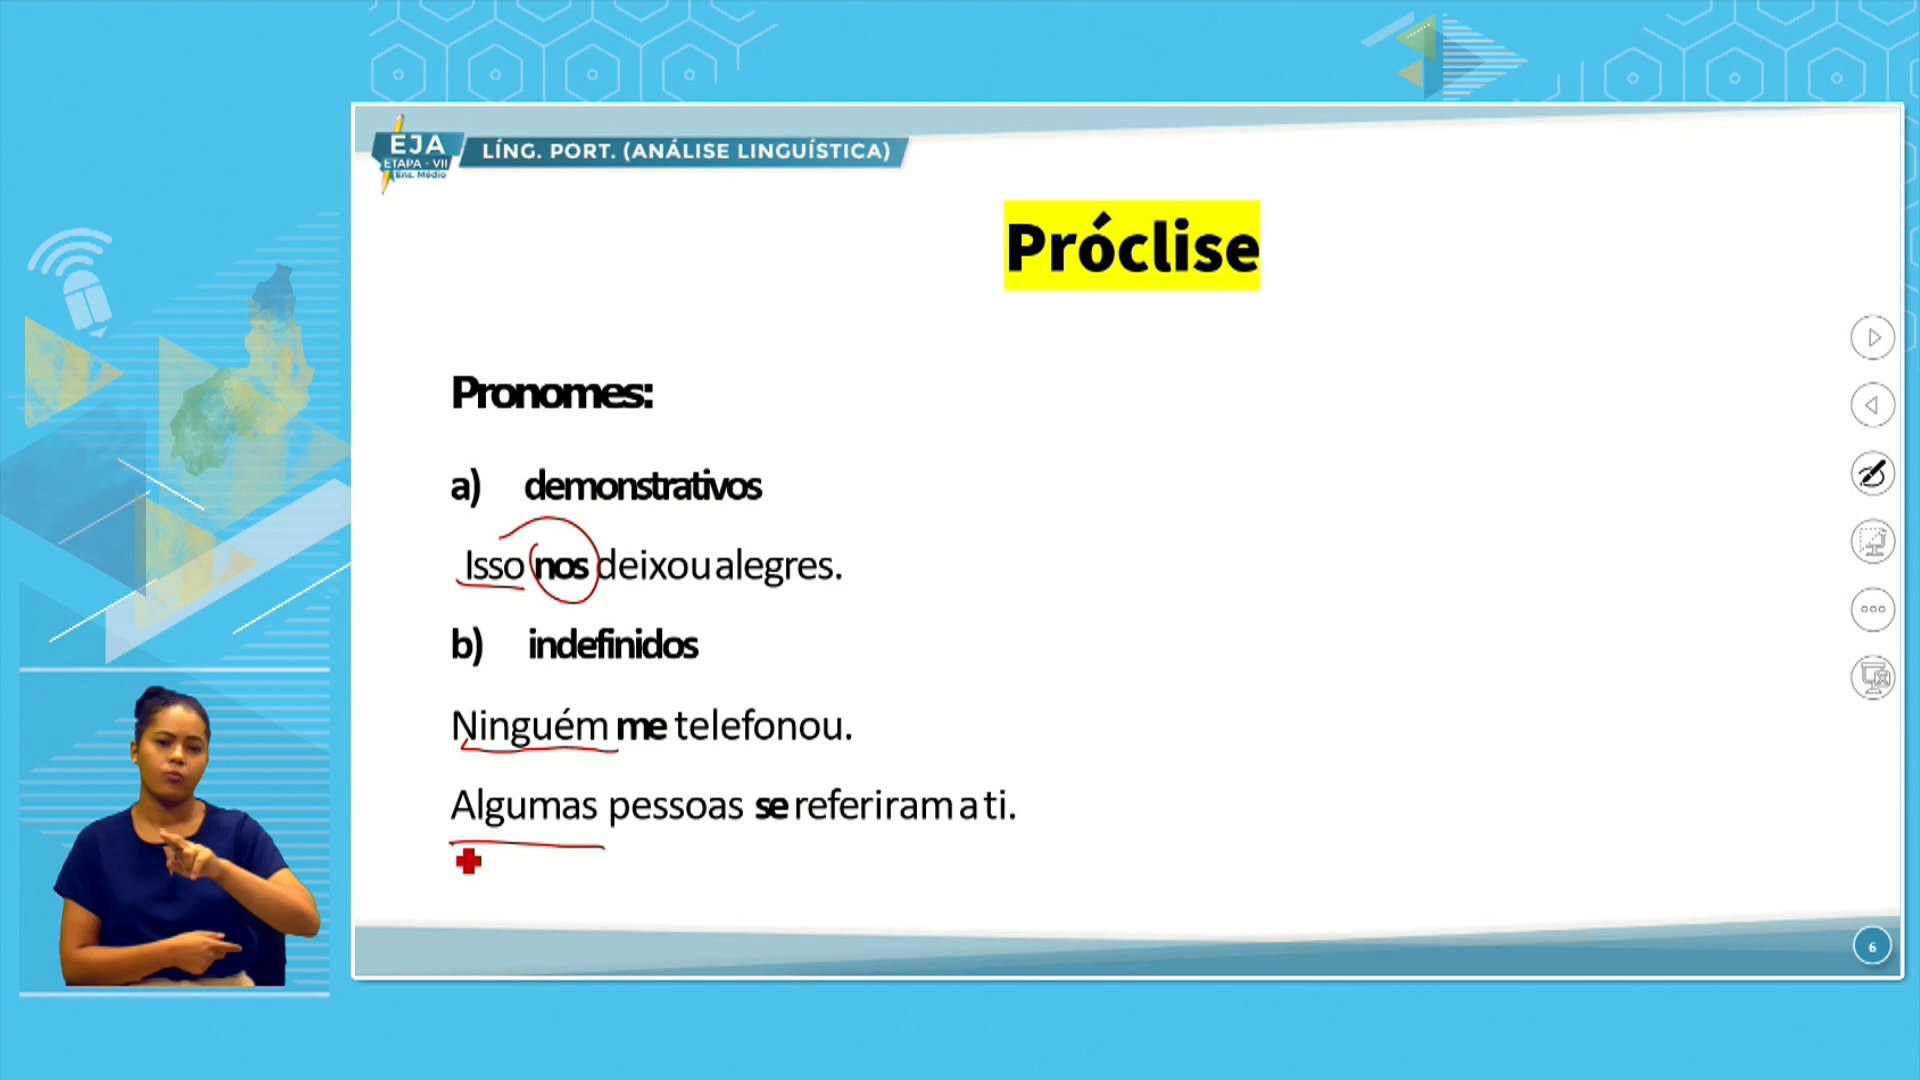 EJA
ETAPA - VII
Ens. Médio
LÍNG. PORT. (ANÁLISE LINGUÍSTICA)
Próclise
Pronomes:
a) demonstrativos
Isso nos deixou alegres.
b) indefinidos
Ninguém me telefonou.
Algumas pessoas se referiram a ti.
6